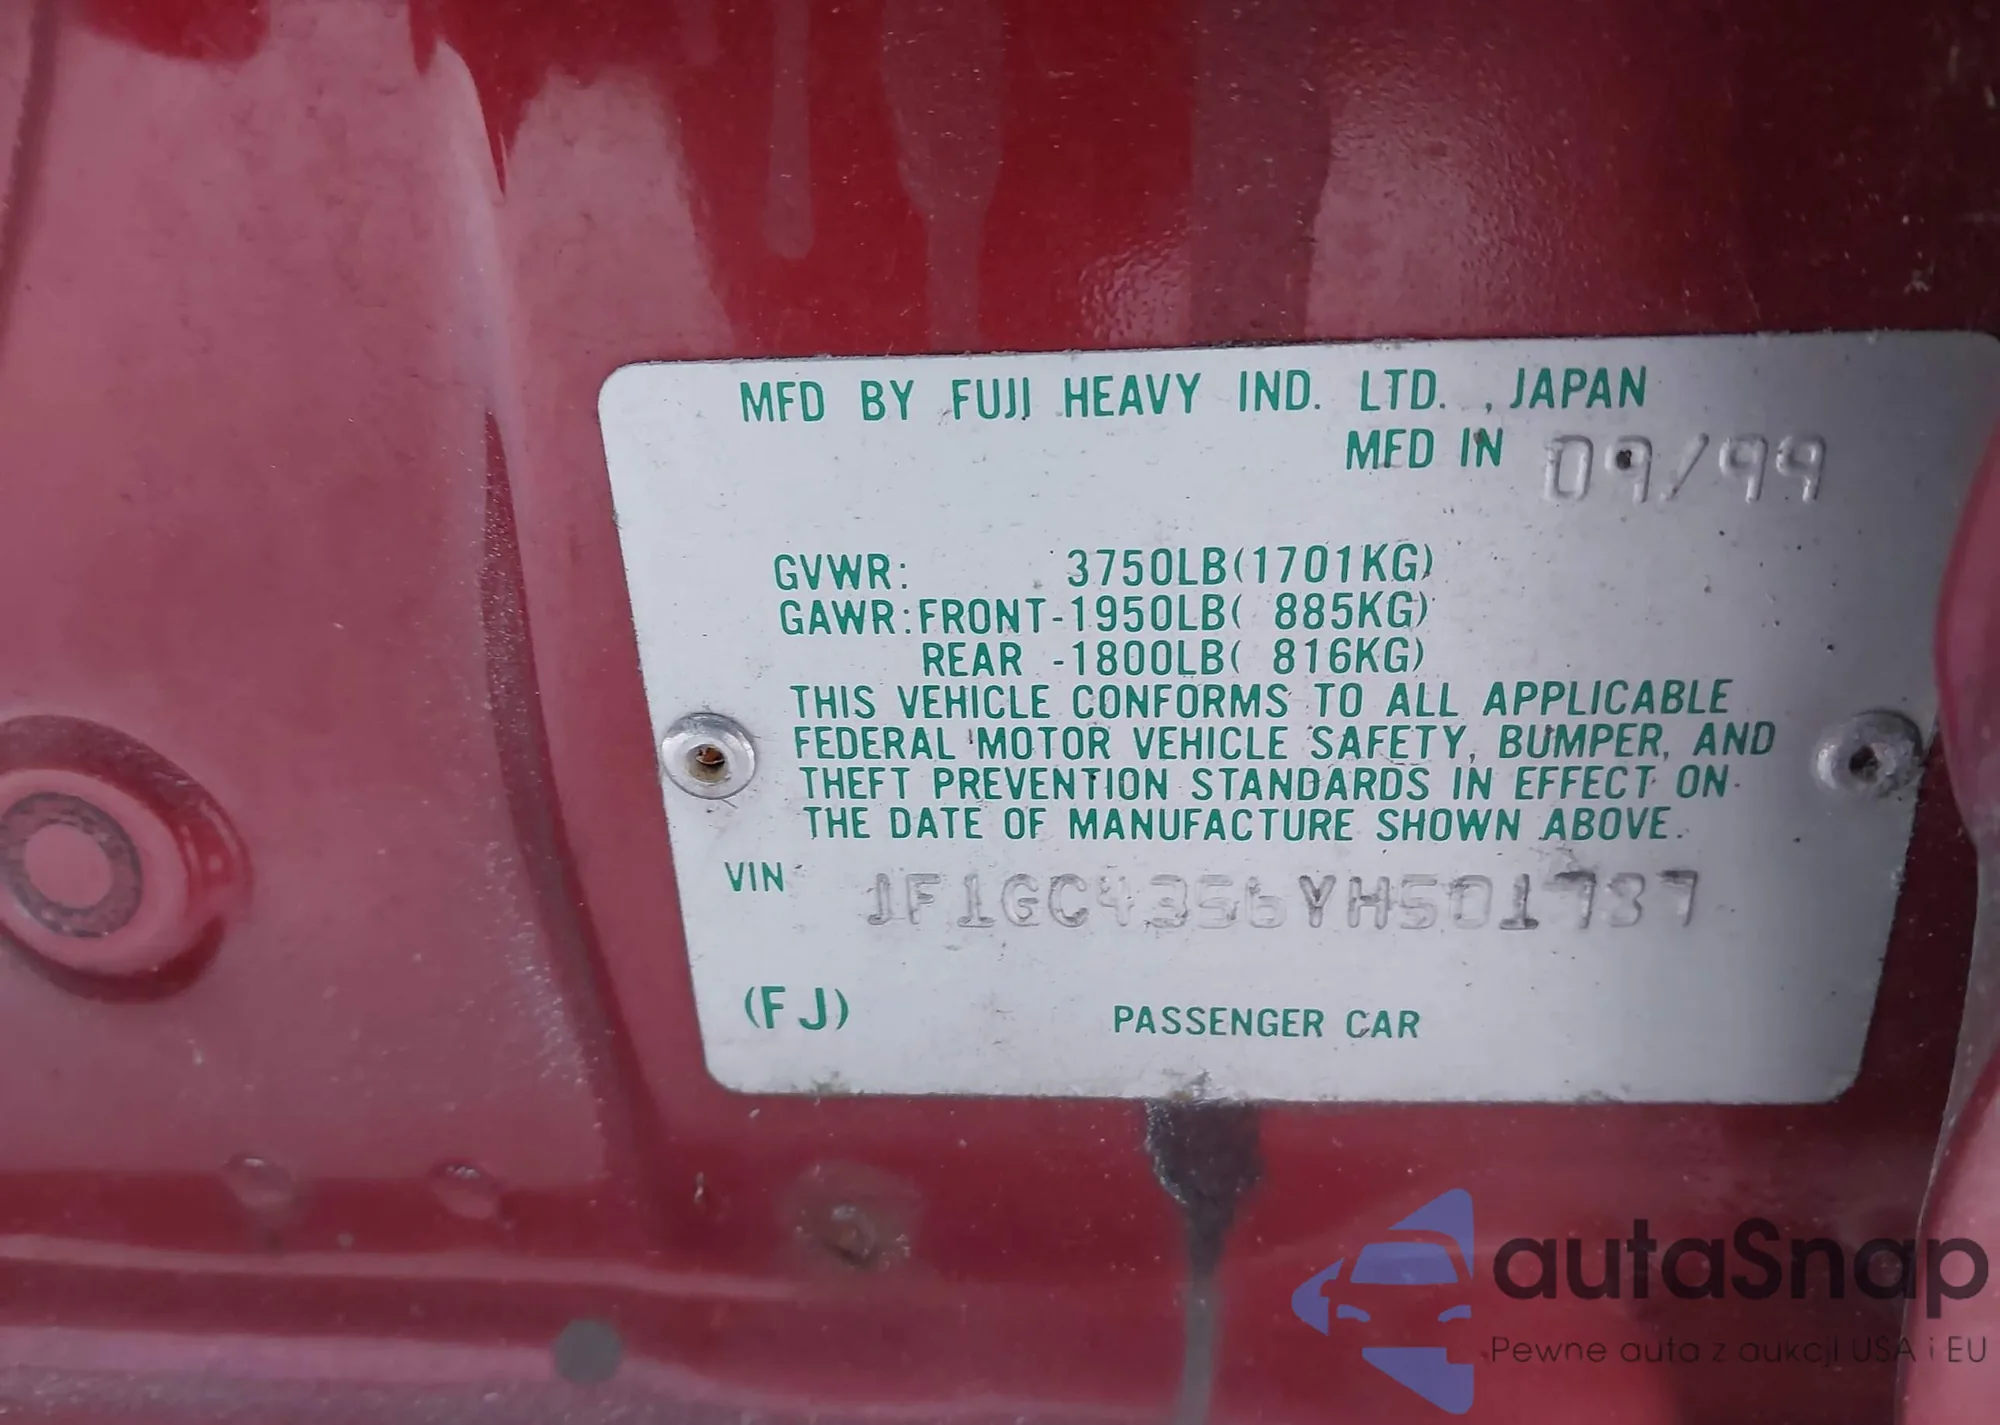 MFD BY FUJI HEAVY IND. LTD., JAPAN
MFD IN 09/99
GVWR: 3750LB(1701KG)
GAWR:FRONT-1950LB( 885KG)
REAR -1800LB( 816KG)
THIS VEHICLE CONFORMS TO ALL APPLICABLE
FEDERAL MOTOR VEHICLE SAFETY, BUMPER, AND
THEFT PREVENTION STANDARDS IN EFFECT ON
THE DATE OF MANUFACTURE SHOWN ABOVE.
VIN JF1GC4356YH501737
(FJ) PASSENGER CAR
autaSnap
Pewne auta z aukcji USA i EU